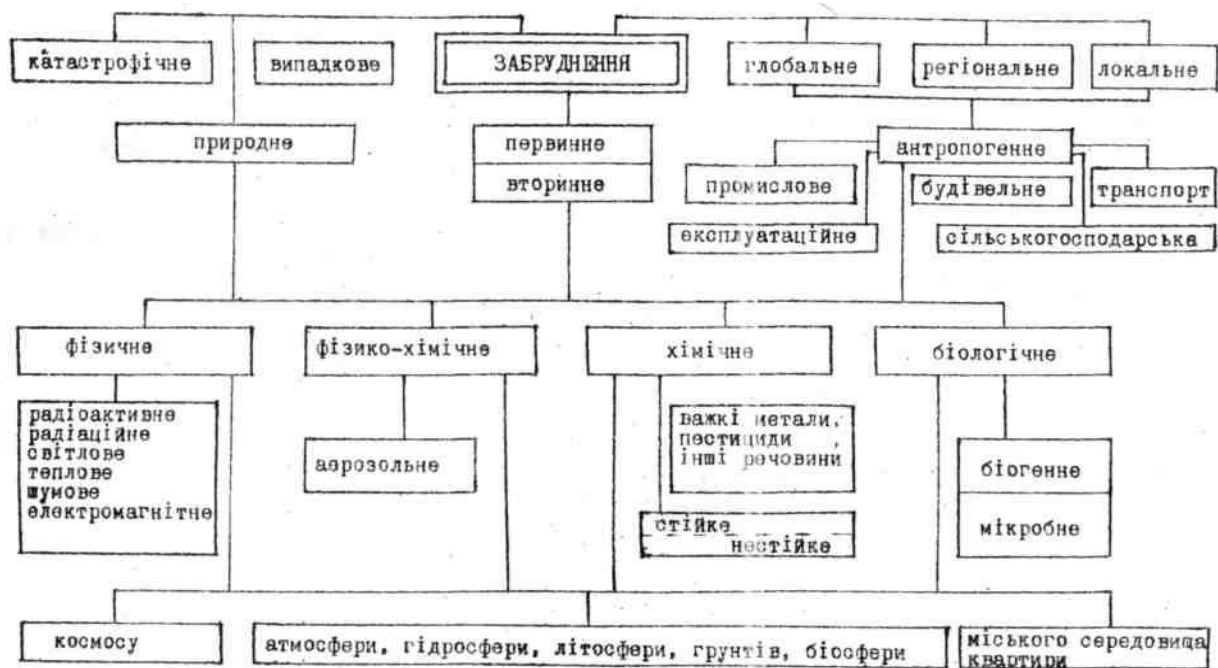 катастрофічне
випадкове
ЗАБРУДНЕННЯ
глобальне
регіональне
локальне
природне
первинне
вторинне
антропогенне
промислове
будівельне
транспорт
експлуатаційне
сільськогосподарська
фізичне
фізико-хімічне
хімічне
біологічне
радіоактивне
радіаційне
світлове
теплове
шумове
електромагнітне
аерозольне
важкі метали,
пестициди ,
інші речовини
стійке
нестійке
біогенне
мікробне
космосу
атмосфери, гідросфери, літосфери, грунтів, біосфери
міського середовища
квартири